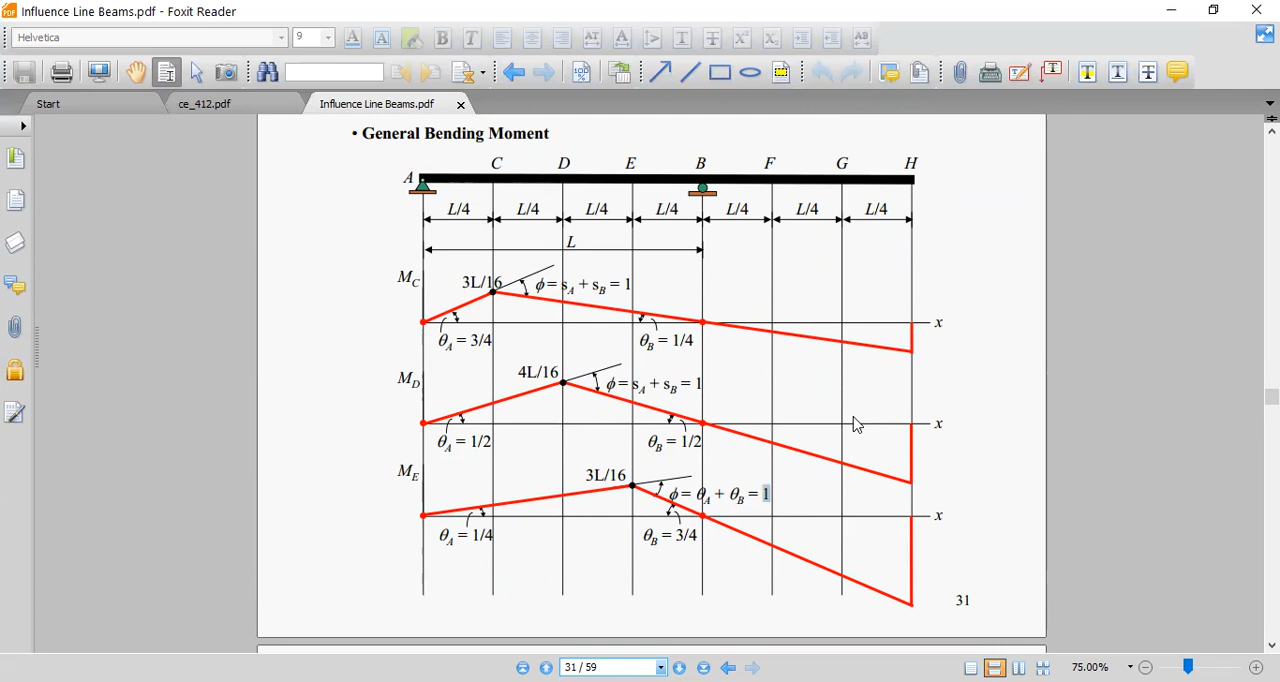 Influence Line Beams.pdf - Foxit Reader
Helvetica 9
Start ce_412.pdf Influence Line Beams.pdf
• General Bending Moment
A C D E B F G H
L/4 L/4 L/4 L/4 L/4 L/4 L/4
L
M_C 3L/16 ϕ = s_A + s_B = 1
x
θ_A = 3/4 θ_B = 1/4
M_D 4L/16 ϕ = s_A + s_B = 1
x
θ_A = 1/2 θ_B = 1/2
M_E 3L/16 ϕ = θ_A + θ_B = 1
x
θ_A = 1/4 θ_B = 3/4
31
31 / 59 75.00%